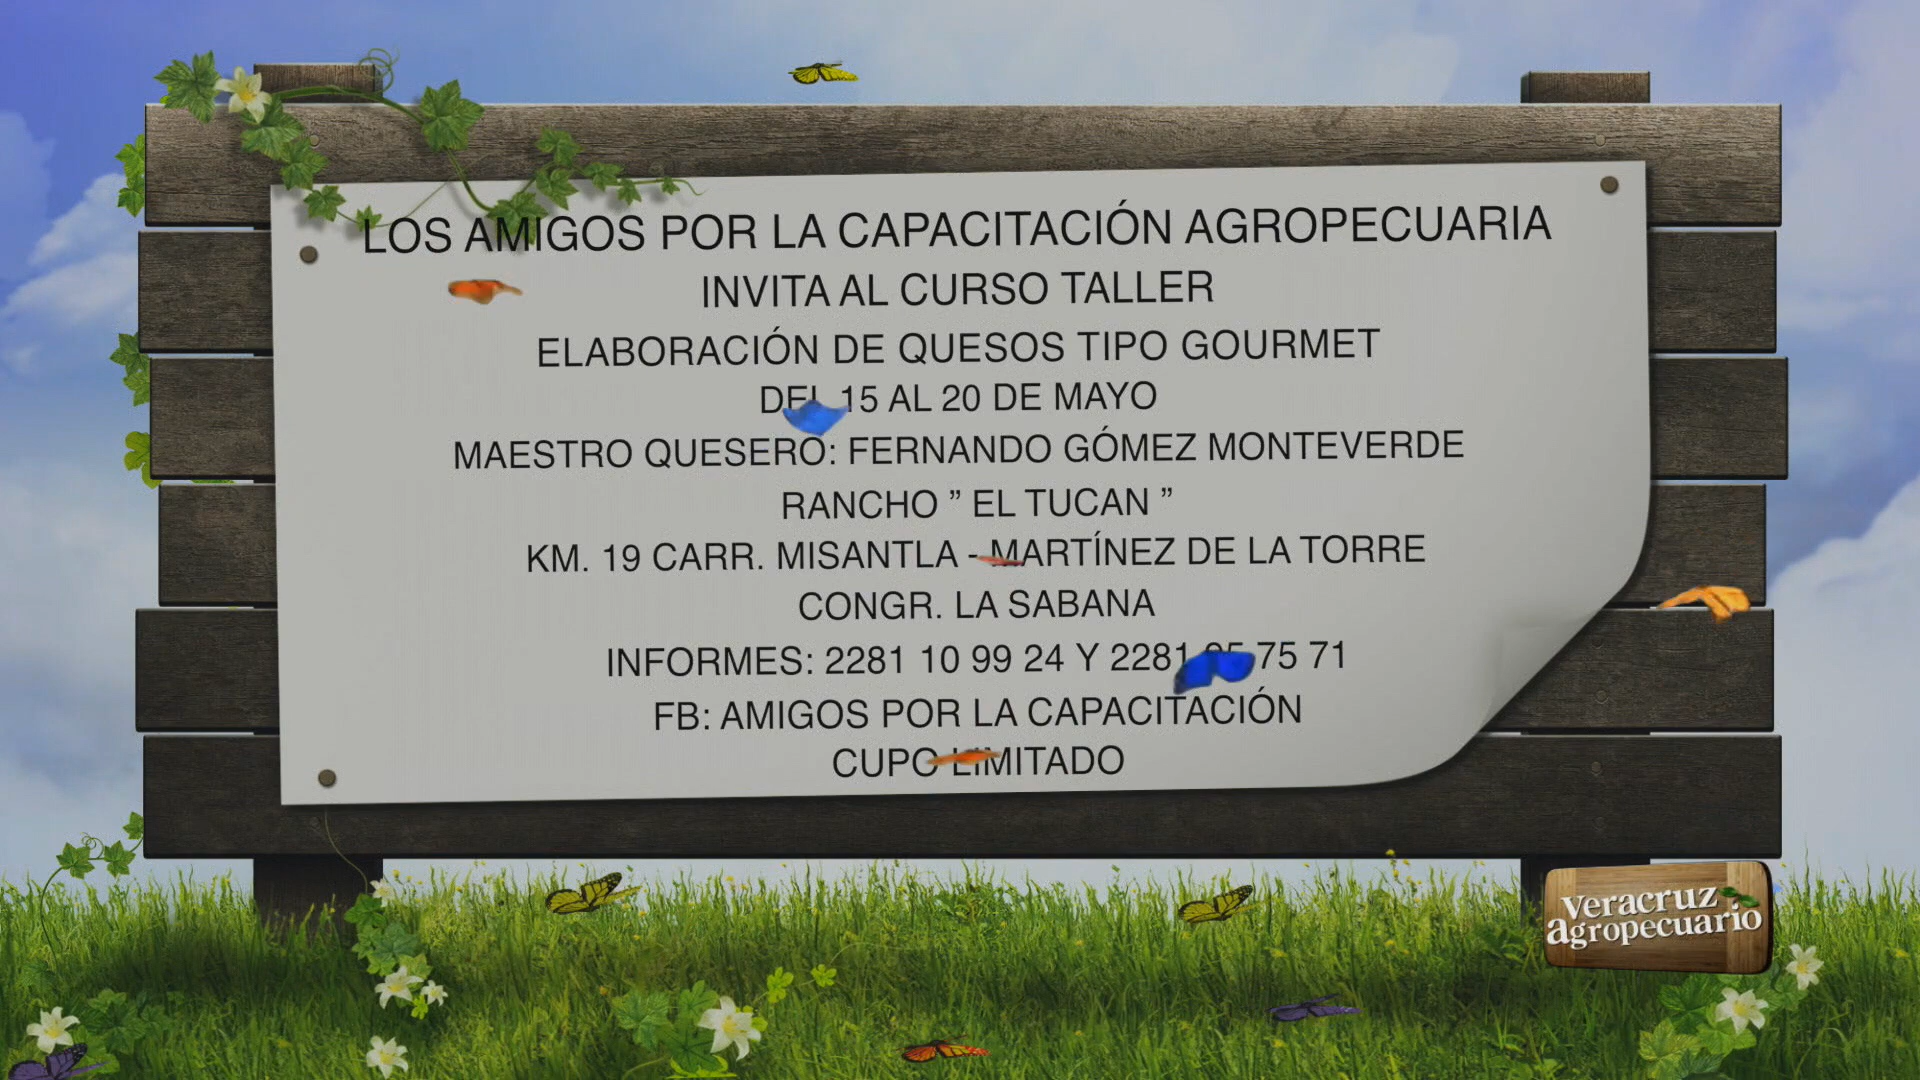 LOS AMIGOS POR LA CAPACITACIÓN AGROPECUARIA
INVITA AL CURSO TALLER
ELABORACIÓN DE QUESOS TIPO GOURMET
DEL 15 AL 20 DE MAYO
MAESTRO QUESERO: FERNANDO GÓMEZ MONTEVERDE
RANCHO ” EL TUCAN ”
KM. 19 CARR. MISANTLA - MARTÍNEZ DE LA TORRE
CONGR. LA SABANA
INFORMES: 2281 10 99 24 Y 2281 75 71
FB: AMIGOS POR LA CAPACITACIÓN
CUPO LIMITADO
veracruz
agropecuario